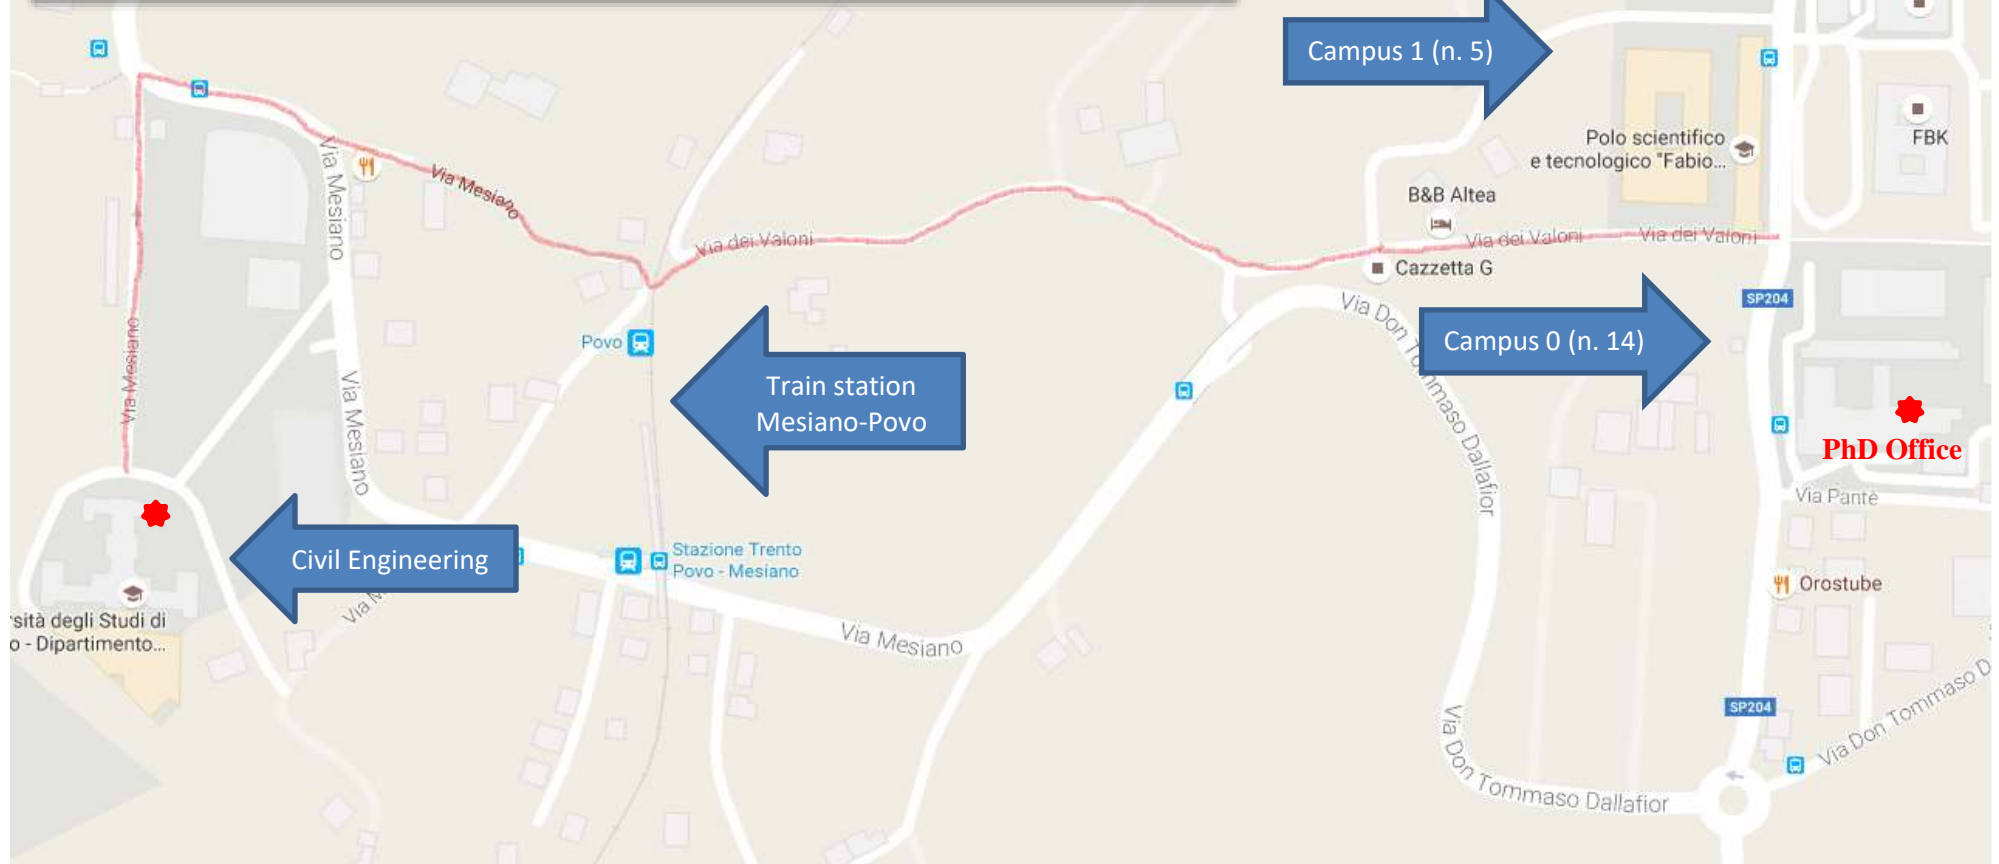 Campus 1 (n. 5)
Polo scientifico
e tecnologico "Fabio...
FBK
Via Mesiano
Via Mesiano
B&B Altea
Via dei Valoni
Via dei Valoni
Via dei Valoni
Cazzetta G
SP204
Via Don Tommaso Dallafior
Campus 0 (n. 14)
Povo
Train station
Mesiano-Povo
Via Mesiano
Via Mesiano
PhD Office
Via Pantè
Civil Engineering
Stazione Trento
Povo - Mesiano
Orostube
sità degli Studi di
o - Dipartimento...
Via Mesiano
SP204
Via Don Tommaso D
Via Don Tommaso Dallafior